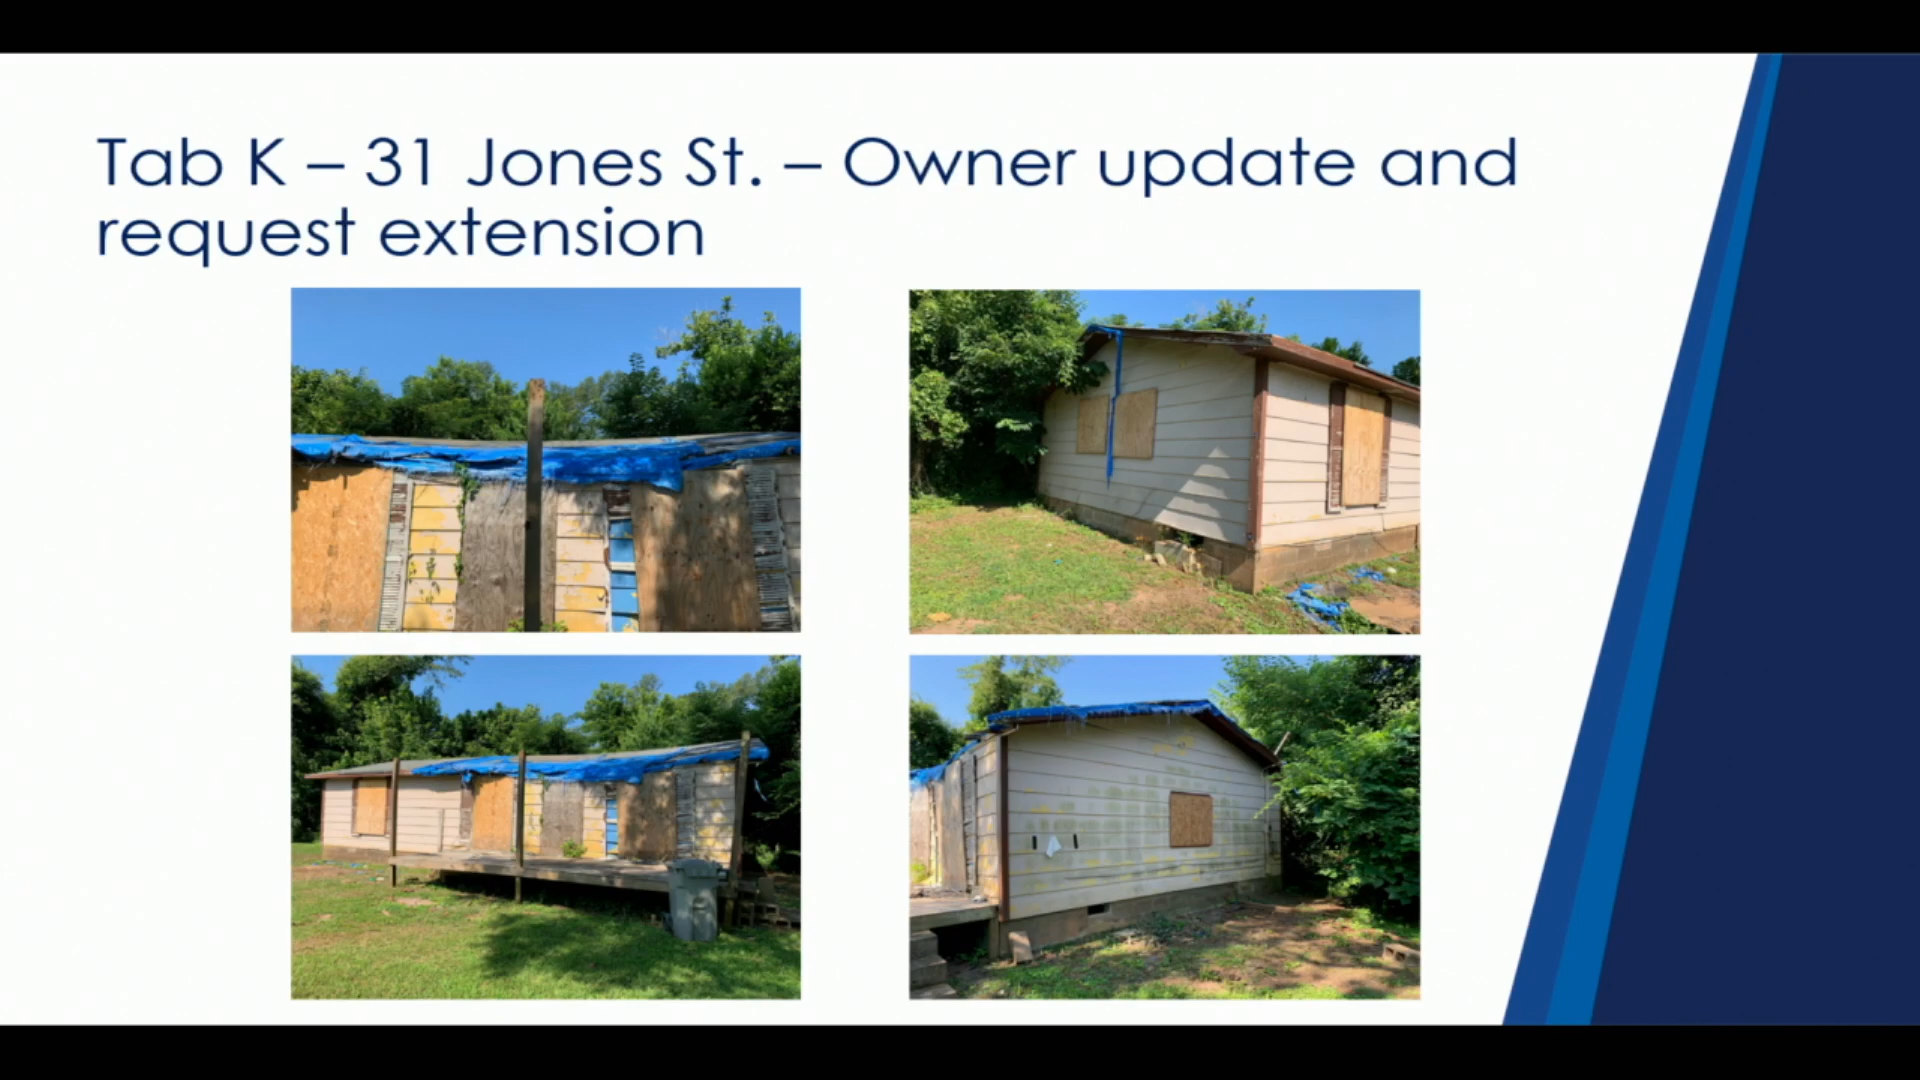 Tab K – 31 Jones St. – Owner update and
request extension